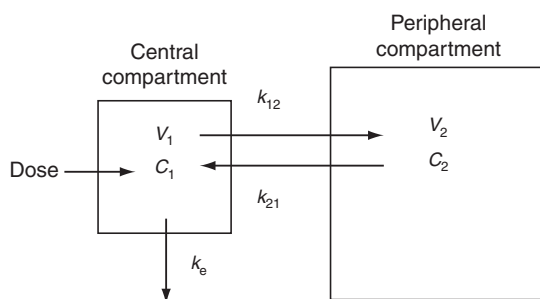 Central
compartment
Peripheral
compartment
k12
V1
V2
Dose
C1
C2
k21
ke